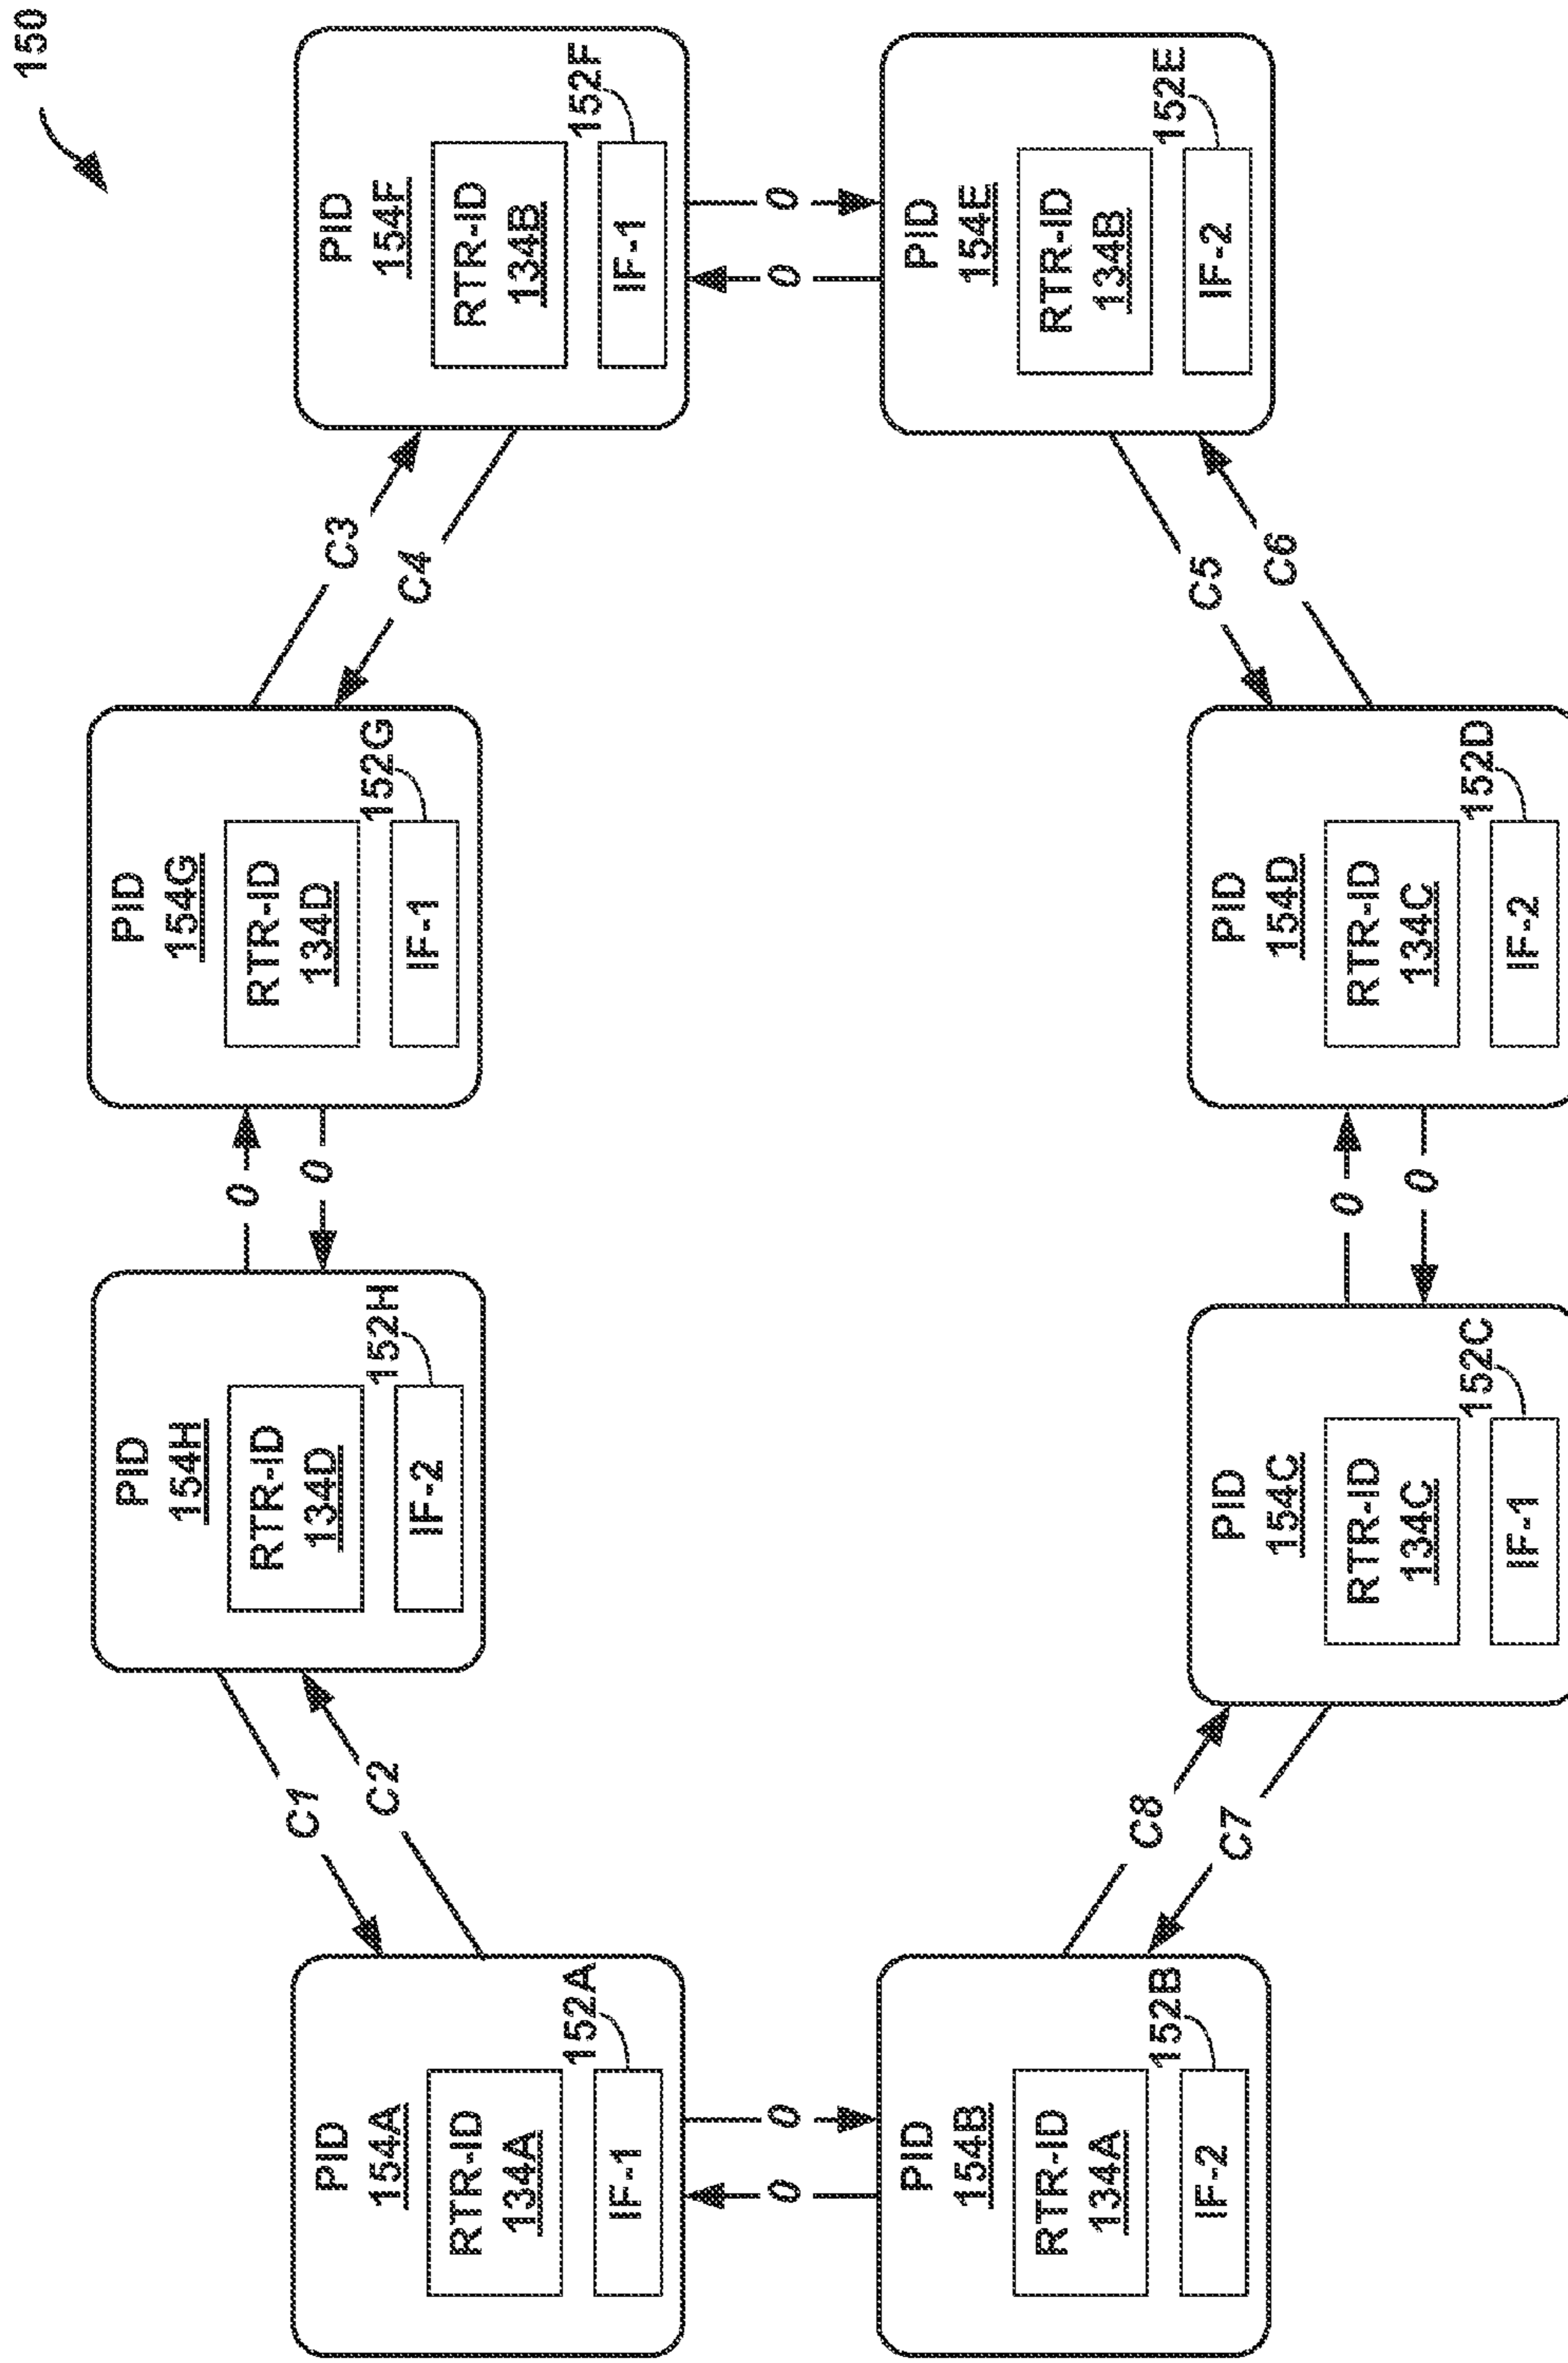 150
PID
154A
RTR-ID
134A
152A
IF-1
C1
C2
PID
154H
RTR-ID
134D
152H
IF-2
0
0
PID
154G
RTR-ID
134D
152G
IF-1
C3
C4
PID
154F
RTR-ID
134B
152F
IF-1
0
0
0
0
PID
154B
RTR-ID
134A
152B
IF-2
C8
C7
PID
154C
RTR-ID
134C
152C
IF-1
0
0
PID
154D
RTR-ID
134C
152D
IF-2
C5
C6
PID
154E
RTR-ID
134B
152E
IF-2